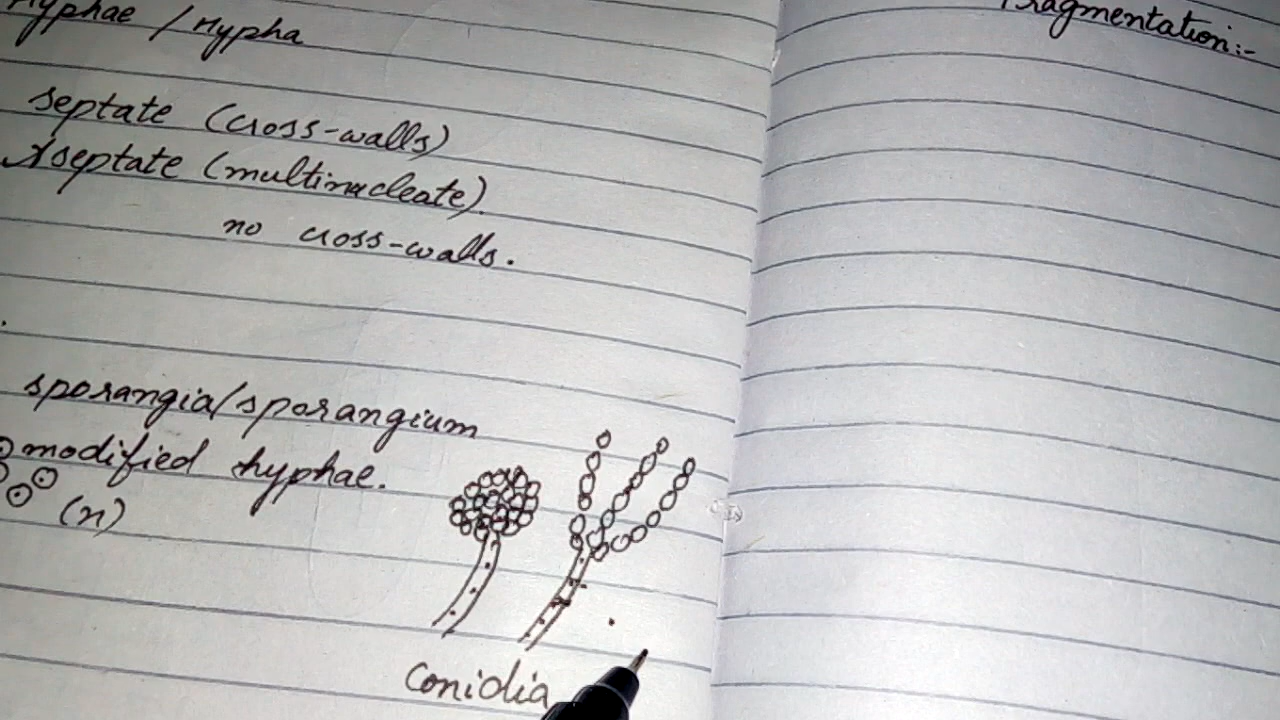 Hyphae / Hypha
septate (cross-walls)
Aseptate (multinucleate)
no cross-walls.
sporangia/sporangium
modified hyphae.
(n)
Conidia
Fragmentation:-